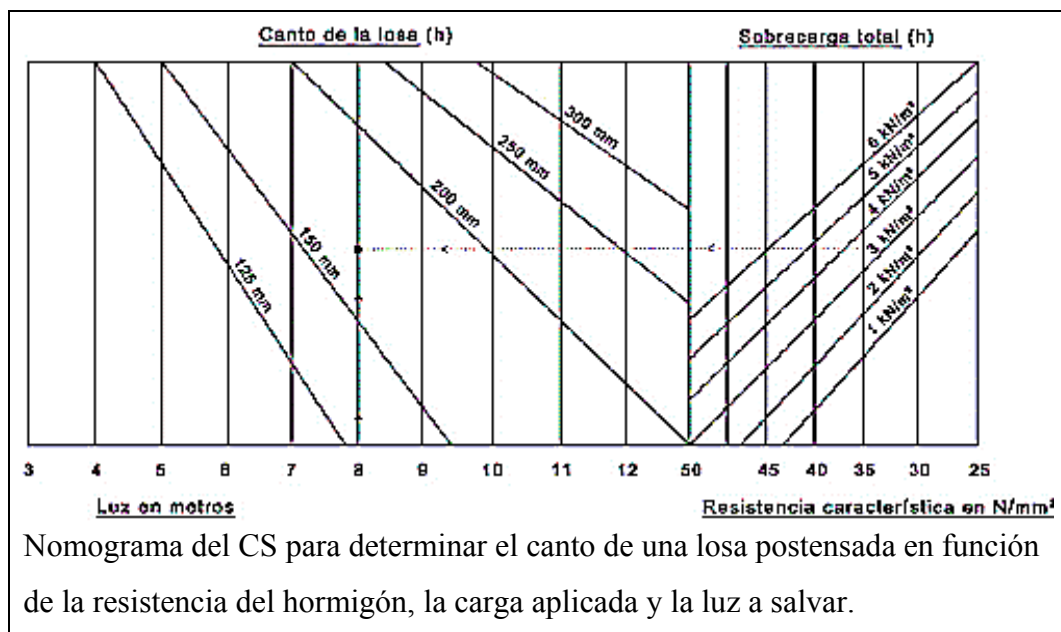 Canto de la losa (h)
Sobrecarga total (h)
300 mm
250 mm
200 mm
150 mm
125 mm
6 kN/m²
5 kN/m²
4 kN/m²
3 kN/m²
2 kN/m²
1 kN/m²
3 4 5 6 7 8 9 10 11 12 50 45 40 35 30 25
Luz en metros
Resistencia característica en N/mm²
Nomograma del CS para determinar el canto de una losa postensada en función
de la resistencia del hormigón, la carga aplicada y la luz a salvar.